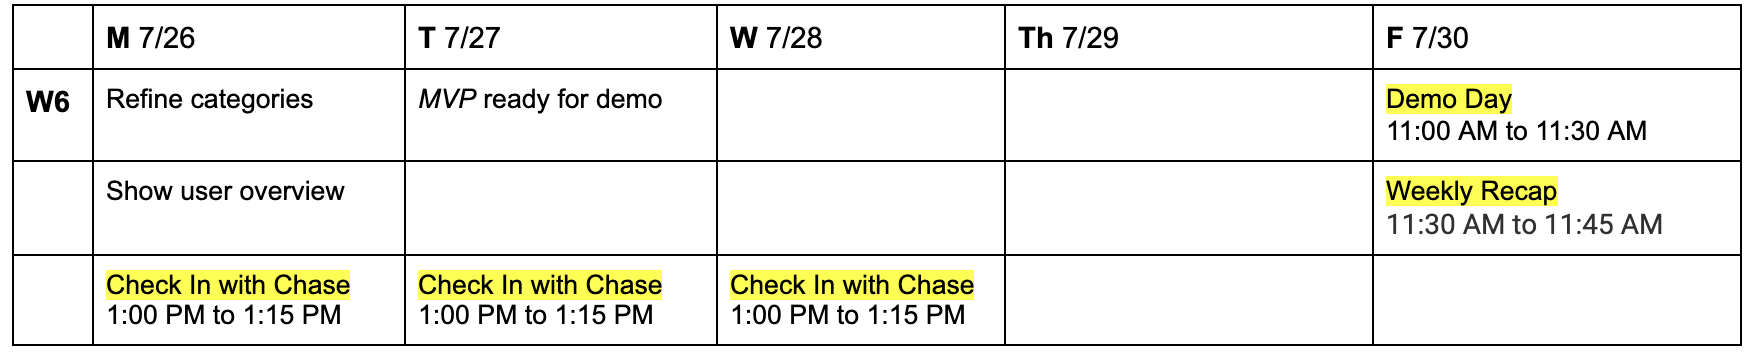 M 7/26
T 7/27
W 7/28
Th 7/29
F 7/30
W6
Refine categories
MVP ready for demo
Demo Day
11:00 AM to 11:30 AM
Show user overview
Weekly Recap
11:30 AM to 11:45 AM
Check In with Chase
1:00 PM to 1:15 PM
Check In with Chase
1:00 PM to 1:15 PM
Check In with Chase
1:00 PM to 1:15 PM